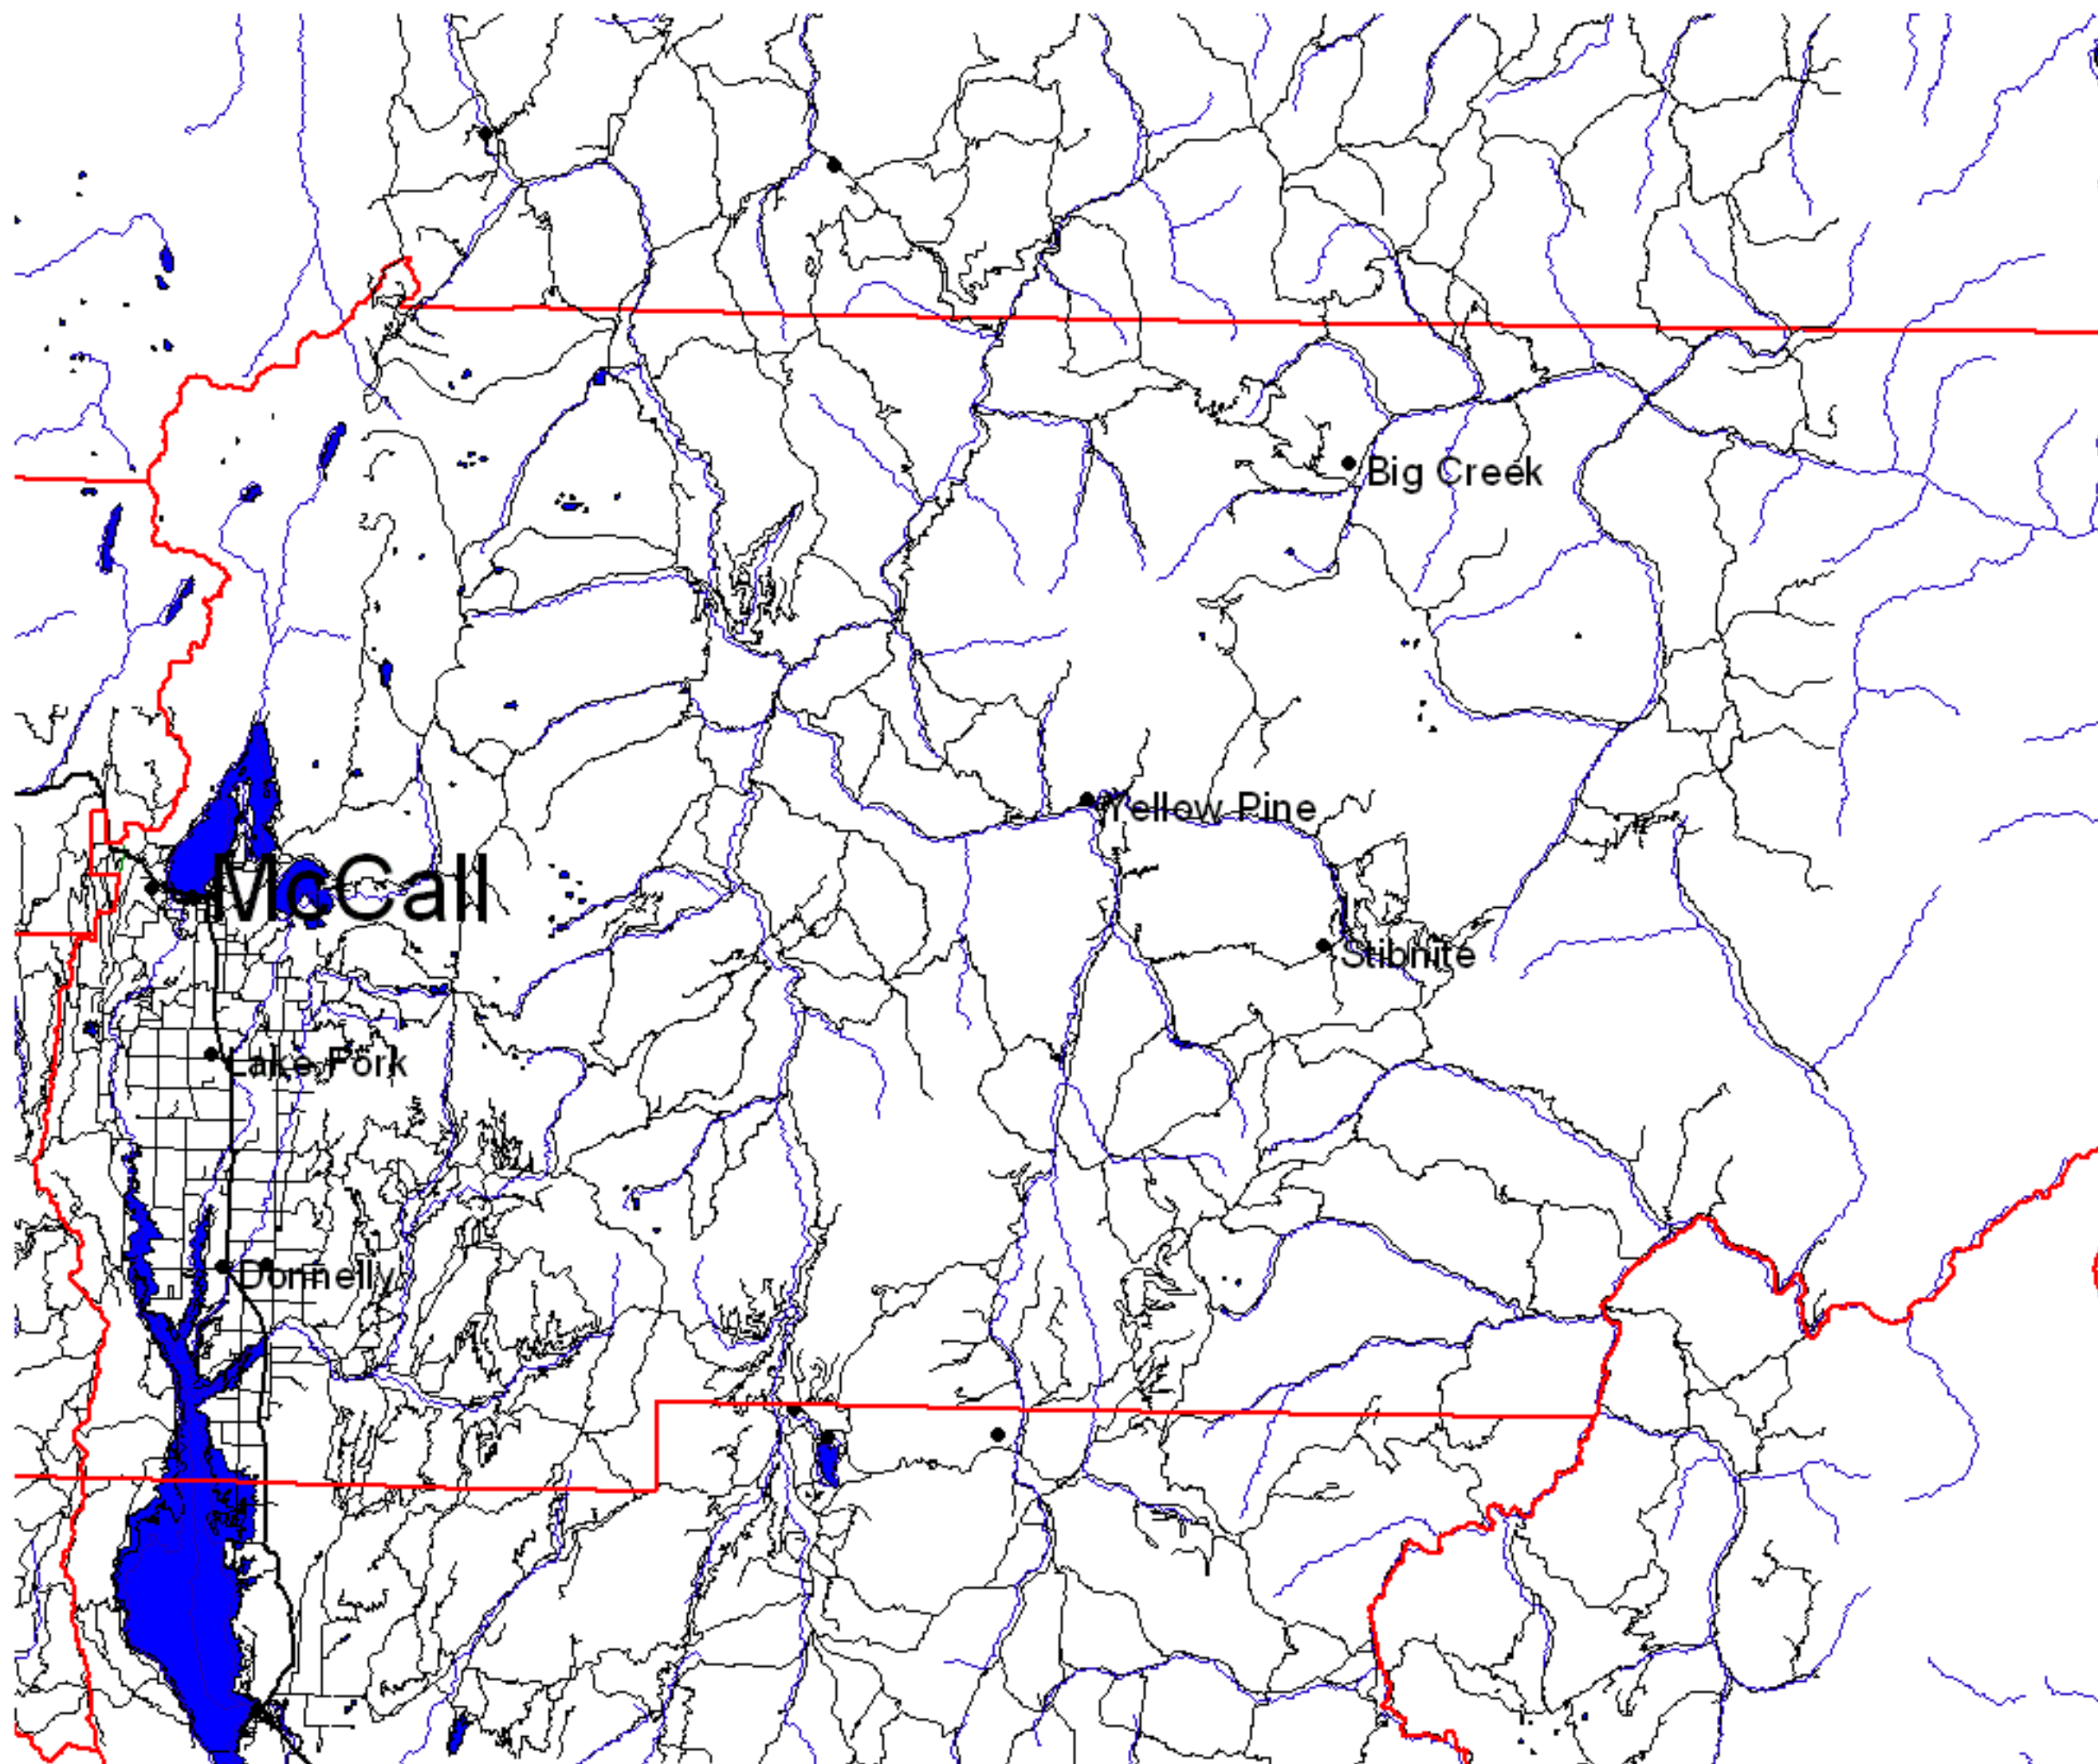 Big Creek
Yellow Pine
McCall
Stibnite
Lake Fork
Donnelly